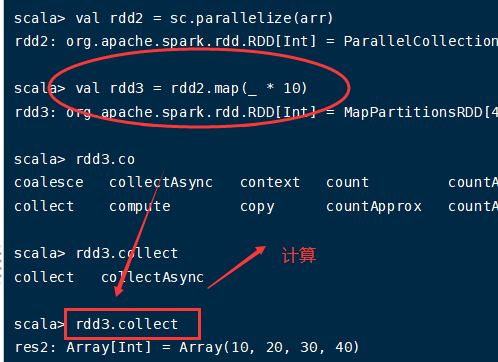 scala> val rdd2 = sc.parallelize(arr)
rdd2: org.apache.spark.rdd.RDD[Int] = ParallelCollection
scala> val rdd3 = rdd2.map(_ * 10)
rdd3: org.apache.spark.rdd.RDD[Int] = MapPartitionsRDD[4
scala> rdd3.co
coalesce collectAsync context count countA
collect compute copy countApprox countA
scala> rdd3.collect
collect collectAsync
计算
scala> rdd3.collect
res2: Array[Int] = Array(10, 20, 30, 40)